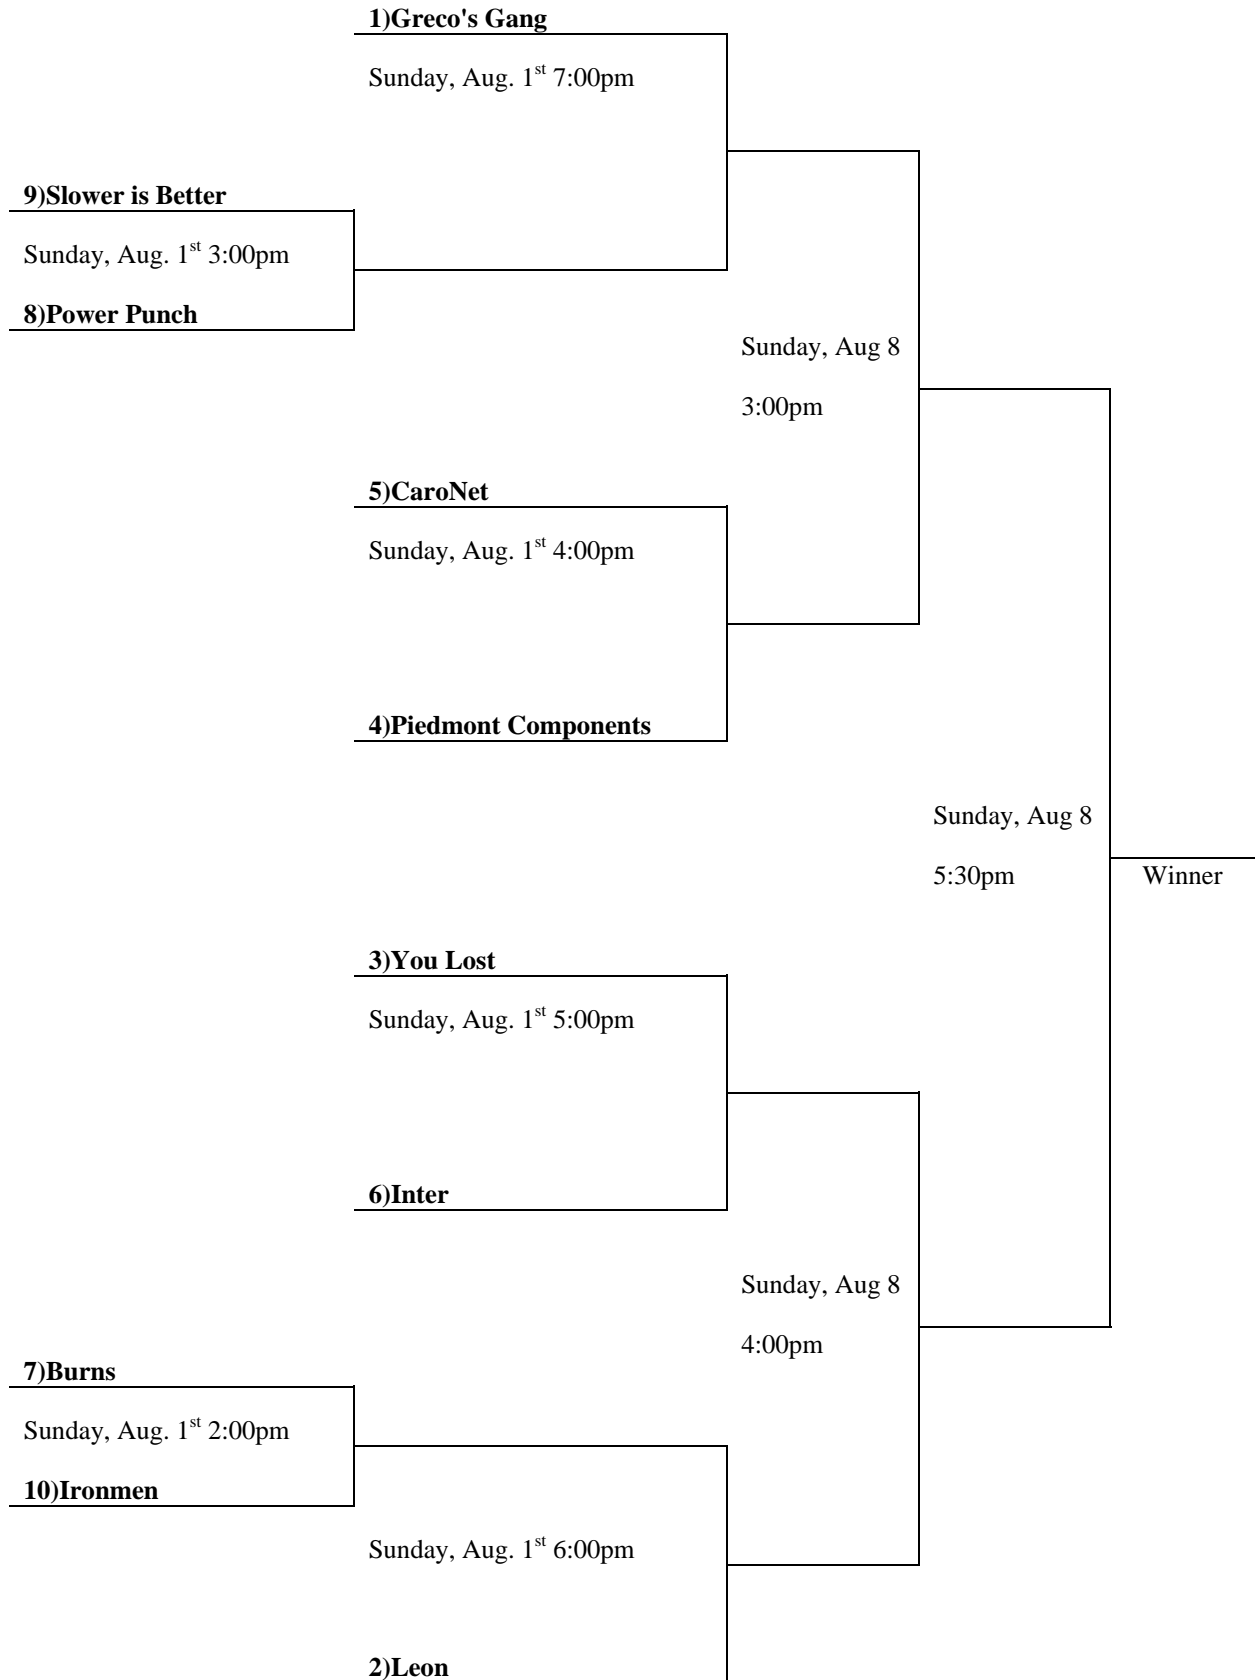 1)Greco's Gang
Sunday, Aug. 1st 7:00pm
9)Slower is Better
Sunday, Aug. 1st 3:00pm
8)Power Punch
Sunday, Aug 8
3:00pm
5)CaroNet
Sunday, Aug. 1st 4:00pm
4)Piedmont Components
Sunday, Aug 8
5:30pm
Winner
3)You Lost
Sunday, Aug. 1st 5:00pm
6)Inter
Sunday, Aug 8
4:00pm
7)Burns
Sunday, Aug. 1st 2:00pm
10)Ironmen
Sunday, Aug. 1st 6:00pm
2)Leon